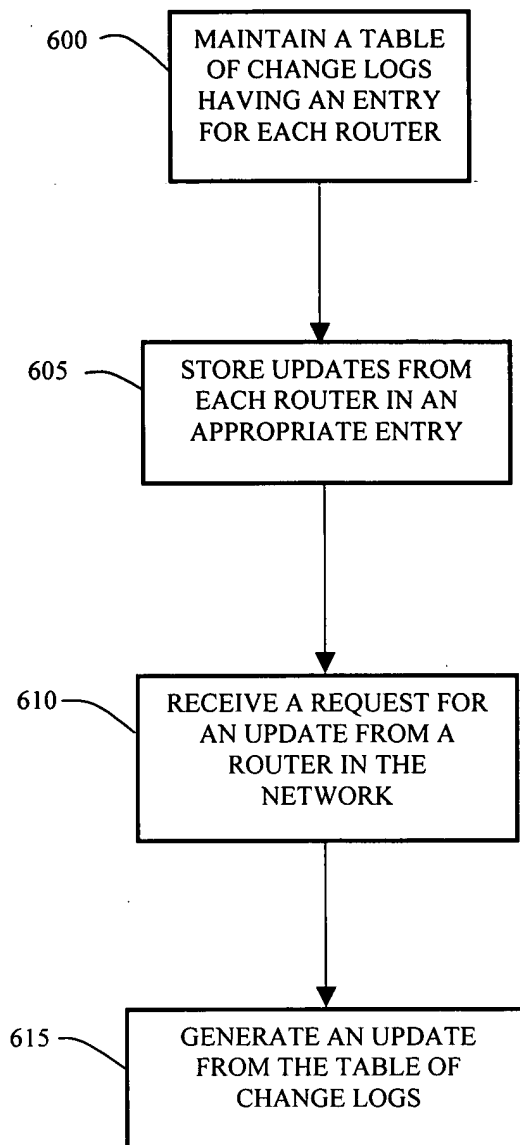 600
MAINTAIN A TABLE
OF CHANGE LOGS
HAVING AN ENTRY
FOR EACH ROUTER
605
STORE UPDATES FROM
EACH ROUTER IN AN
APPROPRIATE ENTRY
610
RECEIVE A REQUEST FOR
AN UPDATE FROM A
ROUTER IN THE
NETWORK
615
GENERATE AN UPDATE
FROM THE TABLE OF
CHANGE LOGS